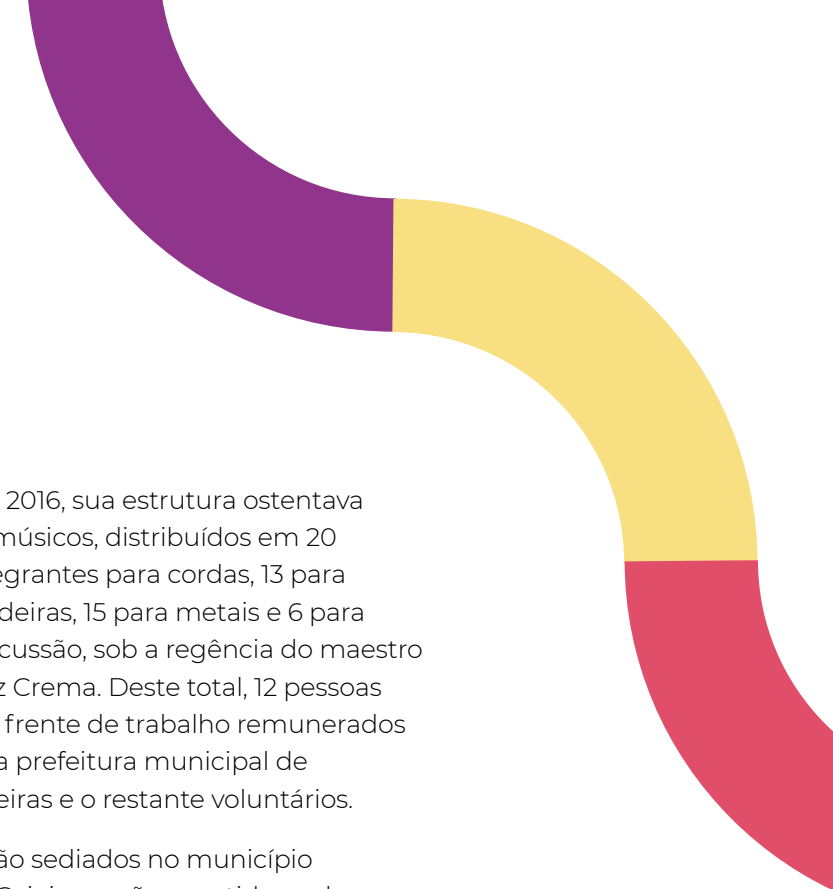 2016, sua estrutura ostentava
músicos, distribuídos em 20
egrantes para cordas, 13 para
deiras, 15 para metais e 6 para
cussão, sob a regência do maestro
z Crema. Deste total, 12 pessoas
frente de trabalho remunerados
a prefeitura municipal de
eiras e o restante voluntários.
ão sediados no município